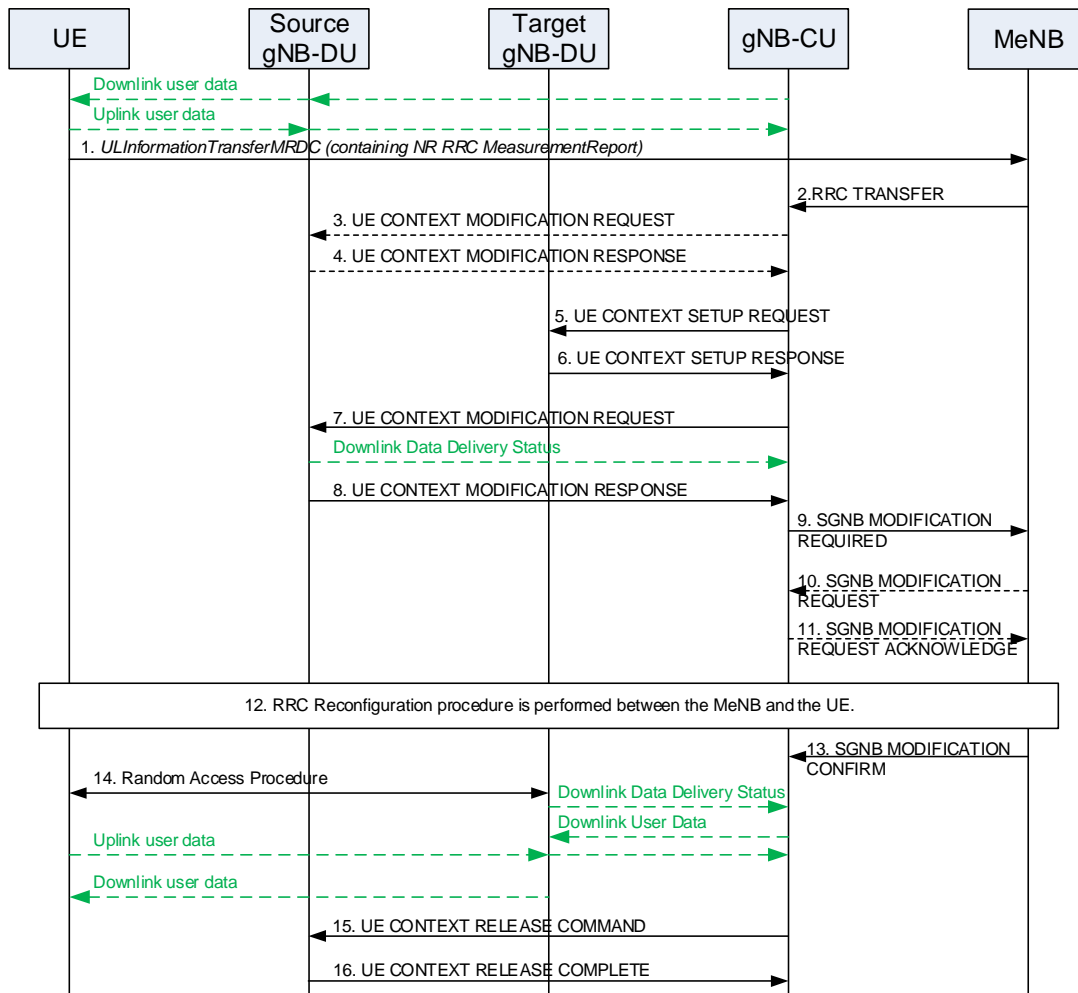 UE
Source
gNB-DU
Target
gNB-DU
gNB-CU
MeNB
Downlink user data
Uplink user data
1. ULInformationTransferMRDC (containing NR RRC MeasurementReport)
2.RRC TRANSFER
3. UE CONTEXT MODIFICATION REQUEST
4. UE CONTEXT MODIFICATION RESPONSE
5. UE CONTEXT SETUP REQUEST
6. UE CONTEXT SETUP RESPONSE
7. UE CONTEXT MODIFICATION REQUEST
Downlink Data Delivery Status
8. UE CONTEXT MODIFICATION RESPONSE
9. SGNB MODIFICATION
REQUIRED
10. SGNB MODIFICATION
REQUEST
11. SGNB MODIFICATION
REQUEST ACKNOWLEDGE
12. RRC Reconfiguration procedure is performed between the MeNB and the UE.
13. SGNB MODIFICATION
CONFIRM
14. Random Access Procedure
Downlink Data Delivery Status
Downlink User Data
Uplink user data
Downlink user data
15. UE CONTEXT RELEASE COMMAND
16. UE CONTEXT RELEASE COMPLETE